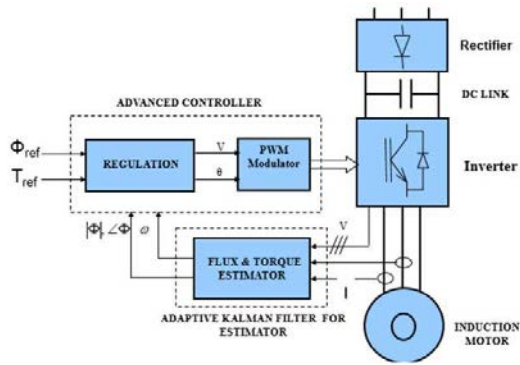 Rectifier
DC LINK
ADVANCED CONTROLLER
Φref
Tref
REGULATION
V
θ
PWM
Modulator
Inverter
|Φ|, ∠Φ ω
V
FLUX & TORQUE
ESTIMATOR
I
ADAPTIVE KALMAN FILTER FOR
ESTIMATOR
INDUCTION
MOTOR